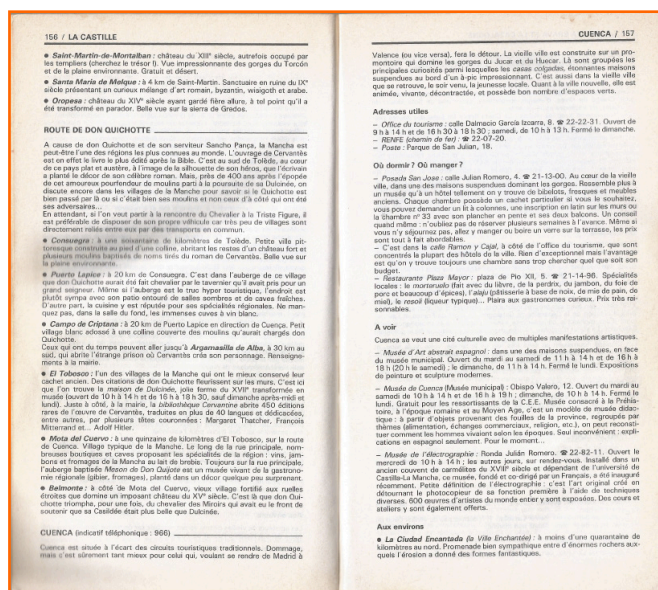 156 / LA CASTILLE
● Saint-Martin-de-Montalban : château du XIIIe siècle, autrefois occupé par
les templiers (cherchez le trésor !). Vue impressionnante des gorges du Torcón
et de la plaine environnante. Gratuit et désert.
● Santa Maria de Melque : à 4 km de Saint-Martin. Sanctuaire en ruine du IXe
siècle présentant un curieux mélange d'art romain, byzantin, wisigoth et arabe.
● Oropesa : château du XIVe siècle ayant gardé fière allure, à tel point qu'il a
été transformé en parador. Belle vue sur la sierra de Gredos.
ROUTE DE DON QUICHOTTE
A cause de don Quichotte et de son serviteur Sancho Pança, la Mancha est
peut-être l'une des régions les plus connues au monde. L'ouvrage de Cervantès
est en effet le livre le plus édité après la Bible. C'est au sud de Tolède, au cœur
de ce pays plat et austère, à l'image de la silhouette de son héros, que l'écrivain
a planté le décor de son célèbre roman. Mais, près de 400 ans après l'épopée
de cet amoureux pourfendeur de moulins parti à la poursuite de sa Dulcinée, on
discute encore dans les villages de la Manche pour savoir si le Quichotte est
bien passé par là ou si c'était bien ses moulins et non ceux d'à côté qui ont été
ses adversaires...
En attendant, si l'on veut partir à la rencontre du Chevalier à la Triste Figure, il
est préférable de disposer de son propre véhicule car très peu de villages sont
directement reliés entre eux par des transports en commun.
● Consuegra : à une soixantaine de kilomètres de Tolède. Petite ville pit-
toresque construite au pied d'une colline, abritant les restes d'un château fort et
plusieurs moulins baptisés de noms tirés du roman de Cervantès. Belle vue sur
la plaine environnante.
● Puerto Lapice : à 20 km de Consuegra. C'est dans l'auberge de ce village
que don Quichotte aurait été fait chevalier par le tavernier qu'il avait pris pour un
grand seigneur. Même si l'auberge est le truc hyper touristique, l'endroit est
plutôt sympa avec son patio entouré de salles sombres et de caves fraîches.
D'autre part, la cuisine y est réputée pour ses spécialités régionales. Ne man-
quez pas, dans la salle du fond, les immenses cuves à vin blanc.
● Campo de Criptana : à 20 km de Puerto Lapice en direction de Cuenca. Petit
village blanc adossé à une colline couverte des moulins qu'aurait chargés don
Quichotte.
Ceux qui ont du temps peuvent aller jusqu'à Argamasilla de Alba, à 30 km au
sud, qui abrite l'étrange prison où Cervantès créa son personnage. Renseigne-
ments à la mairie.
● El Tobosco : l'un des villages de la Mancha qui ont le mieux conservé leur
cachet ancien. Des citations de don Quichotte fleurissent sur les murs. C'est ici
que l'on trouve la maison de Dulcinée, jolie ferme du XVIe transformée en
musée (ouvert de 10 h à 14 h et de 16 h à 18 h 30, sauf dimanche après-midi et
lundi). Juste à côté, à la mairie, la bibliothèque Cervantine abrite 450 éditions
rares de l'œuvre de Cervantès, traduites en plus de 40 langues et dédicacées,
entre autres, par plusieurs têtes couronnées : Margaret Thatcher, François
Mitterrand et... Adolf Hitler.
● Mota del Cuervo : à une quinzaine de kilomètres d'El Tobosco, sur la route
de Cuenca. Village typique de la Manche. Le long de la rue principale, nom-
breuses boutiques et caves proposant les spécialités de la région : vins, jam-
bons et fromages de la Mancha au lait de brebis. Toujours sur la rue principale,
l'auberge baptisée Meson de Don Quijote est un musée vivant de la gastrono-
mie régionale (gibier, fromages), planté dans un décor quelque peu surprenant.
● Belmonte : à côté de Mota del Cuervo, vieux village fortifié aux ruelles
étroites que domine un imposant château du XVe siècle. C'est là que don Qui-
chotte triompha, pour une fois, du chevalier des Miroirs qui avait eu le front de
soutenir que sa Casildée était plus belle que Dulcinée.
CUENCA (indicatif téléphonique : 966)
Cuenca est située à l'écart des circuits touristiques traditionnels. Dommage,
mais c'est sûrement tant mieux pour celui qui, voulant se rendre de Madrid à
CUENCA / 157
Valence (ou vice versa), fera le détour. La vieille ville est construite sur un pro-
montoire qui domine les gorges du Jucar et de Huecar. Là sont groupées les
principales curiosités parmi lesquelles les casas colgadas, étonnantes maisons
suspendues au bord d'un à-pic impressionnant. C'est aussi dans la vieille ville
que se retrouve, le soir venu, la jeunesse locale. Quant à la ville nouvelle, elle est
animée, vivante, décontractée, et possède bon nombre d'espaces verts.
Adresses utiles
– Office du tourisme : calle Dalmacio García Izcarra, 8. ☎ 22-22-31. Ouvert de
9 h à 14 h et de 16 h 30 à 18 h 30 ; samedi, de 10 h à 13 h. Fermé le dimanche.
– RENFE (chemin de fer) : ☎ 22-07-20.
– Poste : Parque de San Julian, 18.
Où dormir ? Où manger ?
– Posada San Jose : calle Julian Romero, 4. ☎ 21-13-00. Au cœur de la vieille
ville, dans une des maisons suspendues dominant les gorges. Ressemble plus à
un musée qu'à un hôtel tellement on y trouve de bibelots, fresques et meubles
anciens. Chaque chambre possède un cachet particulier si vous le souhaitez,
vous pouvez demander un lit à colonnes, une inscription en latin sur les murs ou
la chambre n° 33 avec son plancher en pente et ses deux balcons. Un conseil
quand même : n'oubliez pas de réserver plusieurs semaines à l'avance. Même si
vous n'y séjournez pas, allez y manger ou boire un verre sur la terrasse, les prix
sont tout à fait abordables.
– C'est dans la calle Ramon y Cajal, à côté de l'office du tourisme, que sont
concentrés la plupart des hôtels de la ville. Rien d'exceptionnel mais l'avantage
est qu'on y trouve toujours une chambre sans trop chercher quel que soit son
budget.
– Restaurante Plaza Mayor : plaza de Pio XII, 5. ☎ 21-14-96. Spécialités
locales : le morteruelo (fait avec du lièvre, de la perdrix, du jambon, du foie de
porc et beaucoup d'épices), l'alaju (pâtisserie à base de noix, de mie de pain, de
miel), le resoli (liqueur typique)... Plaira aux gastronomes curieux. Prix très rai-
sonnables.
A voir
Cuenca se veut une cité culturelle avec de multiples manifestations artistiques.
– Musée d'Art abstrait espagnol : dans une des maisons suspendues, en face
du musée municipal. Ouvert du mardi au samedi de 11 h à 14 h et de 16 h à
18 h (20 h le samedi) ; le dimanche, de 11 h à 14 h. Fermé le lundi. Expositions
de peinture et sculpture modernes.
– Musée de Cuenca (Musée municipal) : Obispo Valero, 12. Ouvert du mardi au
samedi de 10 h à 14 h et de 16 h à 19 h ; dimanche, de 10 h à 14 h. Fermé le
lundi. Gratuit pour les ressortissants de la C.E.E. Musée consacré à la Préhis-
toire, à l'époque romaine et au Moyen Age, c'est un modèle de musée didac-
tique : à partir d'objets provenant des fouilles de la province, regroupés par
thèmes (alimentation, échanges commerciaux, religion, etc.), on peut reconsti-
tuer comment les hommes vivaient selon les époques. Seul inconvénient : expli-
cations en espagnol seulement. Pour le moment...
– Musée de l'électrographie : Ronda Julián Romero. ☎ 22-82-11. Ouvert le
mercredi de 10 h à 14 h ; les autres jours, sur rendez-vous. Installé dans un
ancien couvent de carmélites du XVIIe siècle et dépendant de l'université de
Castilla-La Mancha, ce musée, fondé et co-dirigé par un Français, a été inauguré
récemment. Petite définition de l'électrographie : c'est l'art original créé en
détournant le photocopieur de sa fonction première à l'aide de techniques
diverses. 600 œuvres d'artistes du monde entier y sont exposées. Des cours et
ateliers y sont également offerts.
Aux environs
● La Ciudad Encantada (la Ville Enchantée) : à moins d'une quarantaine de
kilomètres au nord. Promenade bien sympathique entre d'énormes rochers aux-
quels l'érosion a donné des formes fantastiques.